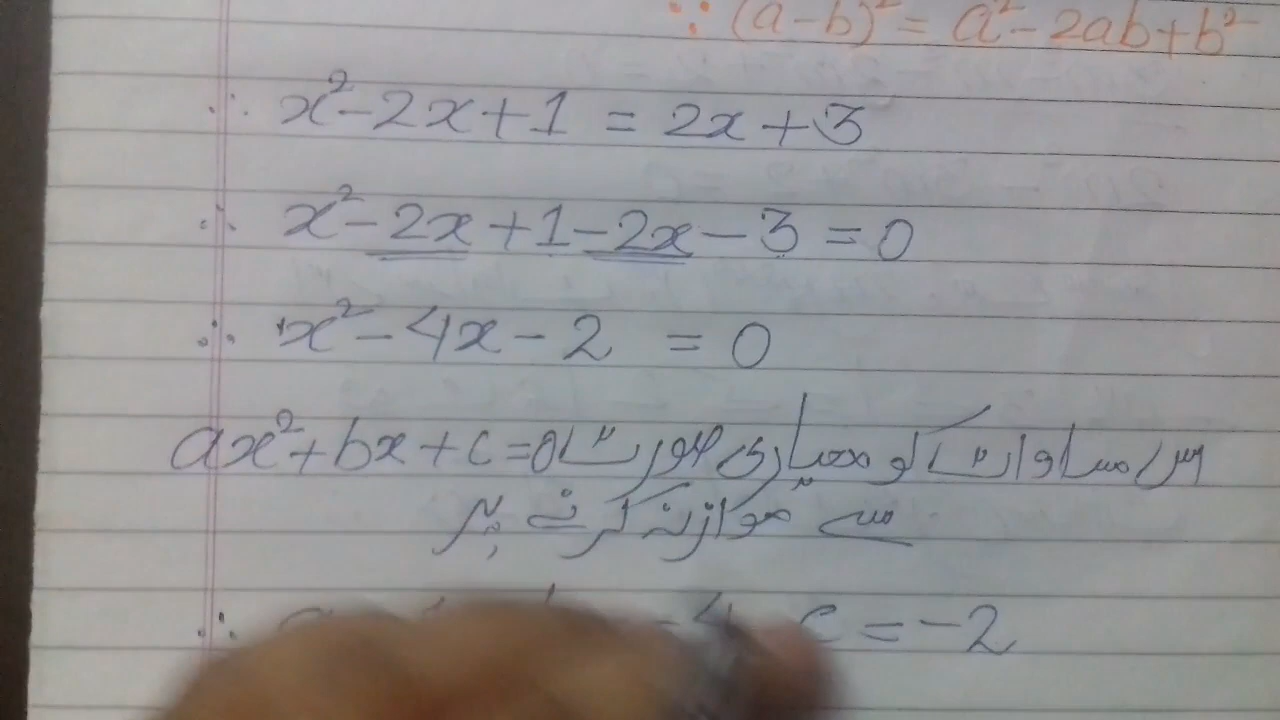 ∵ (a-b)² = a² - 2ab + b²
∴ x² - 2x + 1 = 2x + 3
∴ x² - 2x + 1 - 2x - 3 = 0
∴ x² - 4x - 2 = 0
اس مساوات کو معیاری صورت ax² + bx + c = 0
سے موازنہ کرنے پر
∴ -4 c = -2